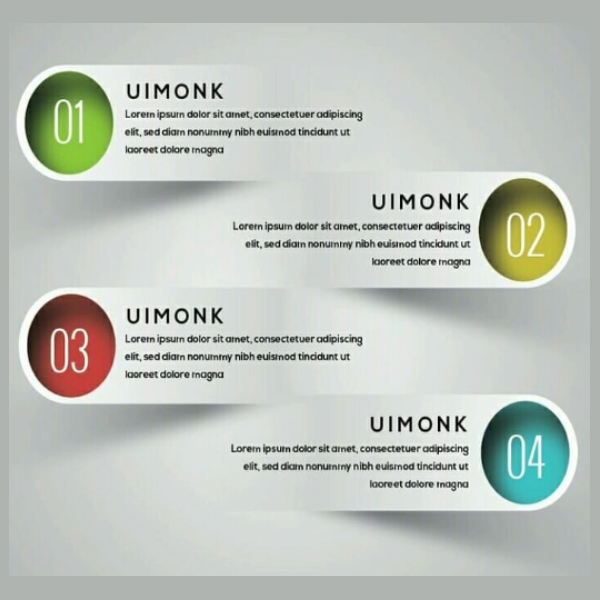 01
UIMONK
Lorem ipsum dolor sit amet, consectetuer adipiscing
elit, sed diam nonummy nibh euismod tincidunt ut
laoreet dolore magna
UIMONK
02
Lorem ipsum dolor sit amet, consectetuer adipiscing
elit, sed diam nonummy nibh euismod tincidunt ut
laoreet dolore magna
03
UIMONK
Lorem ipsum dolor sit amet, consectetuer adipiscing
elit, sed diam nonummy nibh euismod tincidunt ut
laoreet dolore magna
UIMONK
04
Lorem ipsum dolor sit amet, consectetuer adipiscing
elit, sed diam nonummy nibh euismod tincidunt ut
laoreet dolore magna